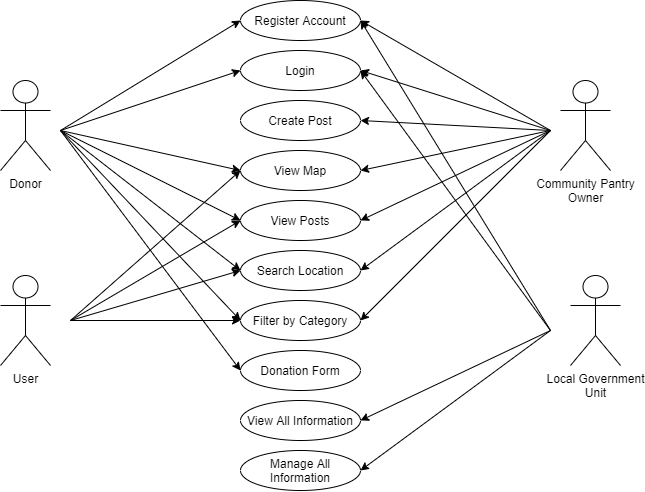 Register Account
Login
Create Post
View Map
Donor
Community Pantry
Owner
View Posts
Search Location
Filter by Category
User
Local Government
Unit
Donation Form
View All Information
Manage All
Information